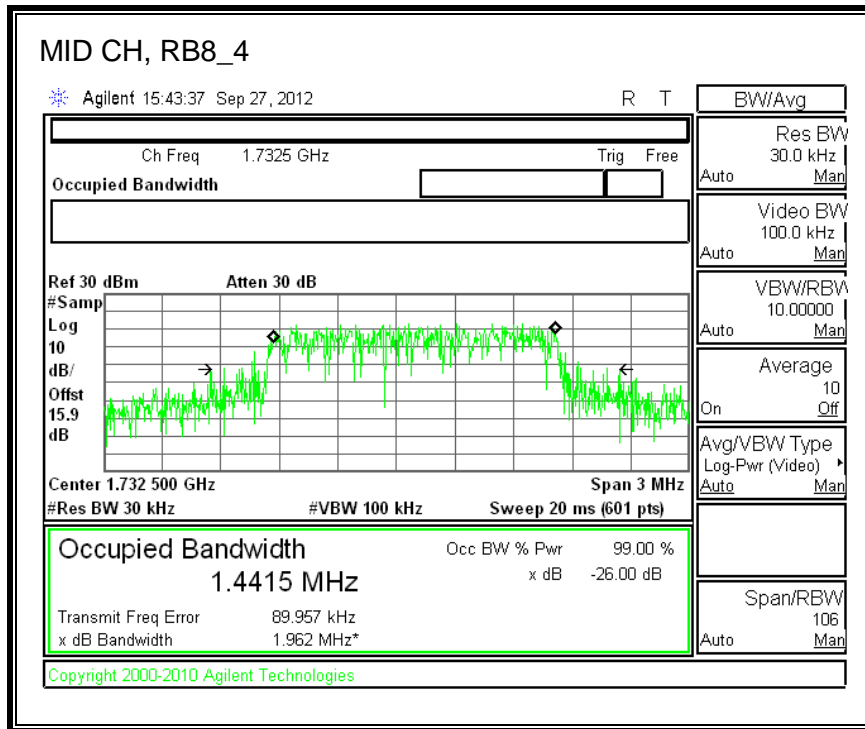 MID CH, RB8_4
Agilent 15:43:37 Sep 27, 2012 R T
BW/Avg
Ch Freq 1.7325 GHz Trig Free
Occupied Bandwidth
Res BW
30.0 kHz
Auto Man
Video BW
100.0 kHz
Auto Man
VBW/RBW
10.00000
Auto Man
Average
10
On Off
Avg/VBW Type
Log-Pwr (Video)
Auto Man
Span/RBW
106
Auto Man
Ref 30 dBm Atten 30 dB
#Samp
Log
10
dB/
Offst
15.9
dB
Center 1.732 500 GHz Span 3 MHz
#Res BW 30 kHz #VBW 100 kHz Sweep 20 ms (601 pts)
Occupied Bandwidth Occ BW % Pwr 99.00 %
1.4415 MHz x dB -26.00 dB
Transmit Freq Error 89.957 kHz
x dB Bandwidth 1.962 MHz*
Copyright 2000-2010 Agilent Technologies